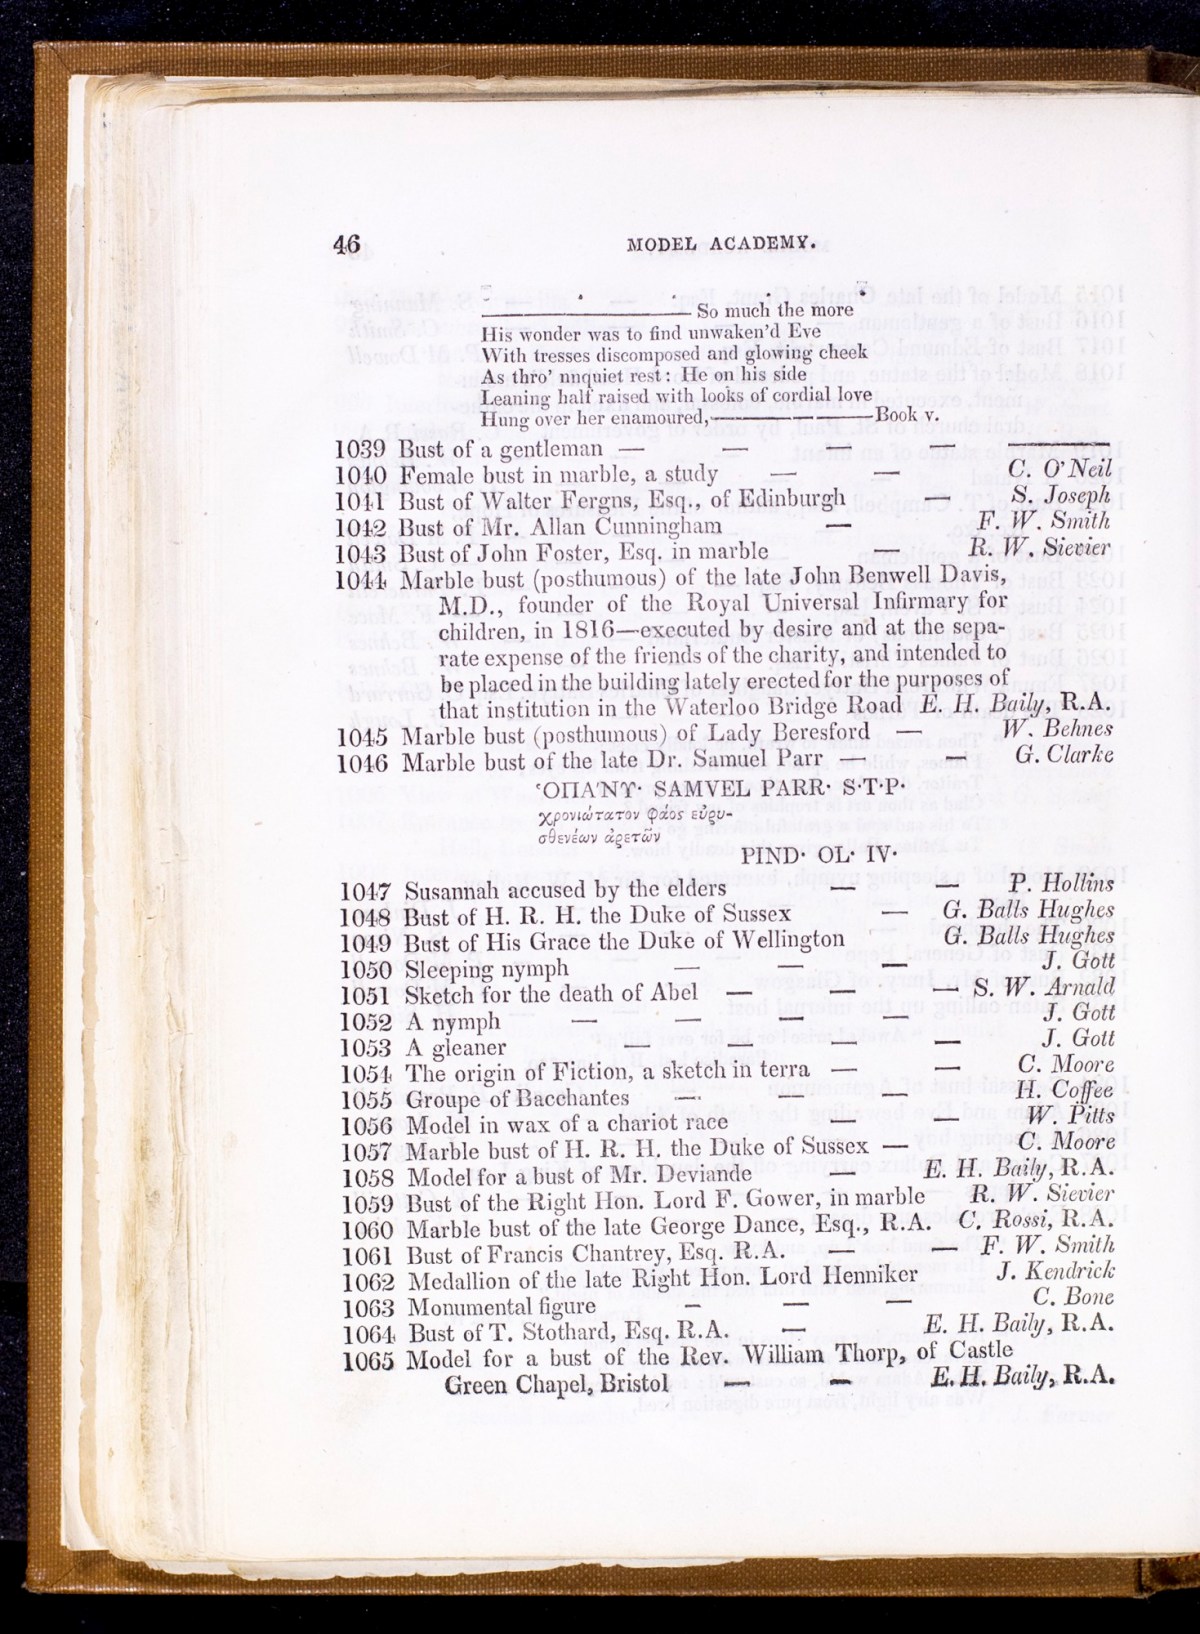 46 MODEL ACADEMY.
——— So much the more
His wonder was to find unwaken'd Eve
With tresses discomposed and glowing cheek
As thro' unquiet rest: He on his side
Leaning half raised with looks of cordial love
Hung over her enamoured,———Book v.
1039 Bust of a gentleman — — — — ———
1040 Female bust in marble, a study — — C. O'Neil
1041 Bust of Walter Fergns, Esq., of Edinburgh — S. Joseph
1042 Bust of Mr. Allan Cunningham — F. W. Smith
1043 Bust of John Foster, Esq. in marble — R. W. Sievier
1044 Marble bust (posthumous) of the late John Benwell Davis,
M.D., founder of the Royal Universal Infirmary for
children, in 1816—executed by desire and at the sepa-
rate expense of the friends of the charity, and intended to
be placed in the building lately erected for the purposes of
that institution in the Waterloo Bridge Road E. H. Baily, R.A.
1045 Marble bust (posthumous) of Lady Beresford — W. Behnes
1046 Marble bust of the late Dr. Samuel Parr — — G. Clarke
ʻOΠAʹNΥ· SAMVEL PARR· S·T·P·
χρονιώτατον φάος εὐρυ-
σθενέων ἀρετῶν
PIND· OL· IV·
1047 Susannah accused by the elders — — P. Hollins
1048 Bust of H. R. H. the Duke of Sussex — G. Balls Hughes
1049 Bust of His Grace the Duke of Wellington — G. Balls Hughes
1050 Sleeping nymph — — — J. Gott
1051 Sketch for the death of Abel — — — S. W. Arnald
1052 A nymph — — — — J. Gott
1053 A gleaner — — — — J. Gott
1054 The origin of Fiction, a sketch in terra — — C. Moore
1055 Groupe of Bacchantes — — — H. Coffee
1056 Model in wax of a chariot race — — W. Pitts
1057 Marble bust of H. R. H. the Duke of Sussex — C. Moore
1058 Model for a bust of Mr. Deviande — E. H. Baily, R.A.
1059 Bust of the Right Hon. Lord F. Gower, in marble R. W. Sievier
1060 Marble bust of the late George Dance, Esq., R.A. C. Rossi, R.A.
1061 Bust of Francis Chantrey, Esq. R.A. — — F. W. Smith
1062 Medallion of the late Right Hon. Lord Henniker J. Kendrick
1063 Monumental figure — — — C. Bone
1064 Bust of T. Stothard, Esq. R.A. — E. H. Baily, R.A.
1065 Model for a bust of the Rev. William Thorp, of Castle
Green Chapel, Bristol — — E. H. Baily, R.A.